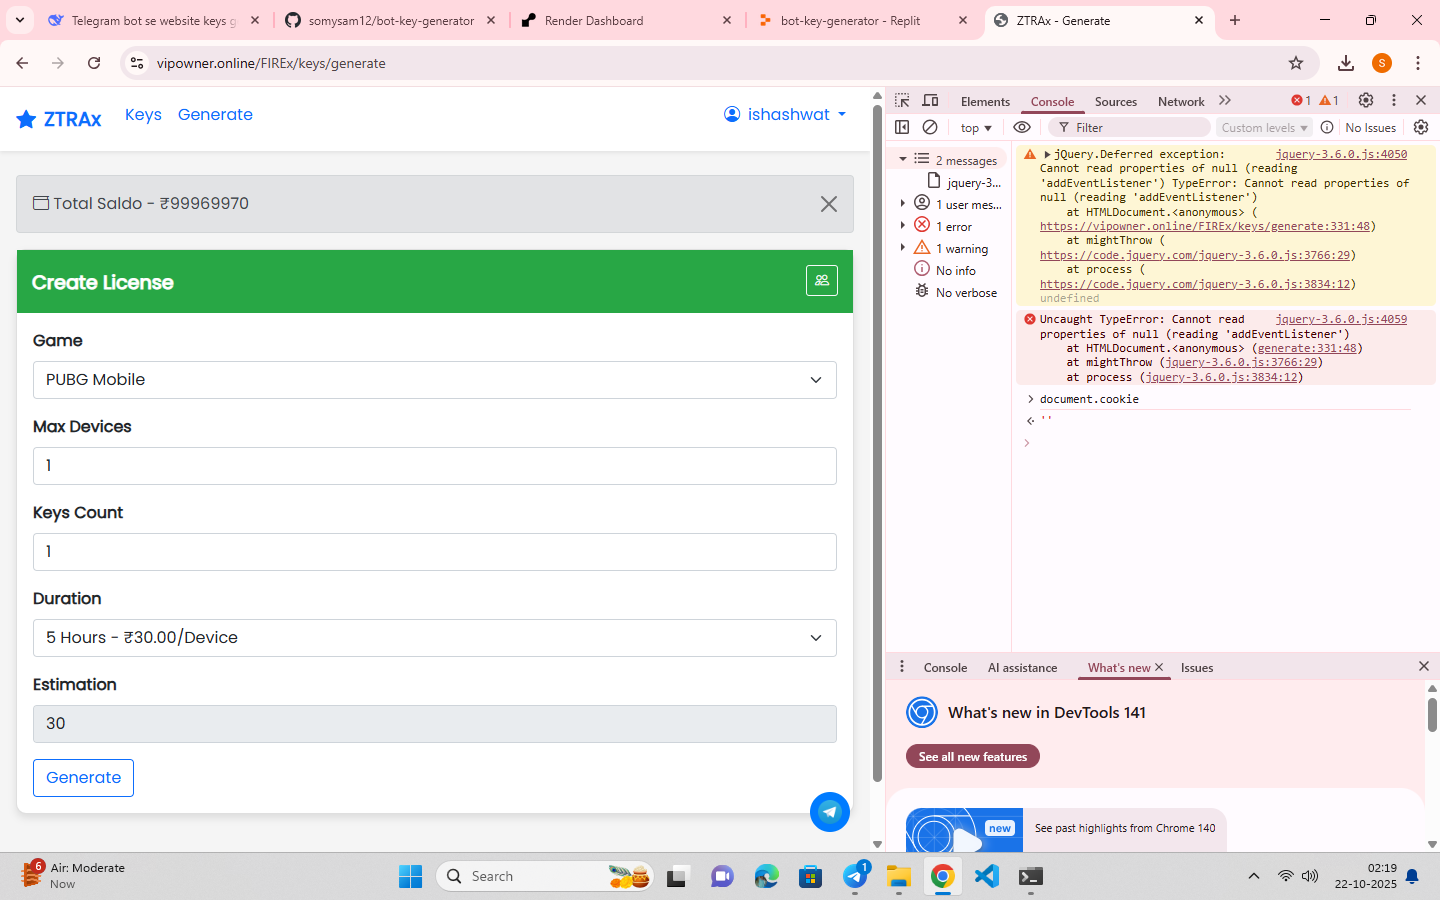 Telegram bot se website keys g
somysam12/bot-key-generator
Render Dashboard
bot-key-generator - Replit
ZTRAx - Generate
vipowner.online/FIREx/keys/generate
S
ZTRAx
Keys
Generate
ishashwat
Total Saldo - ₹99969970
Create License
Game
PUBG Mobile
Max Devices
1
Keys Count
1
Duration
5 Hours - ₹30.00/Device
Estimation
30
Generate
Elements
Console
Sources
Network
1
1
top
Filter
Custom levels
No Issues
2 messages
jquery-3...
1 user mes...
1 error
1 warning
No info
No verbose
jQuery.Deferred exception: jquery-3.6.0.js:4050
Cannot read properties of null (reading
'addEventListener') TypeError: Cannot read properties of
null (reading 'addEventListener')
at HTMLDocument.<anonymous> (
https://vipowner.online/FIREx/keys/generate:331:48)
at mightThrow (
https://code.jquery.com/jquery-3.6.0.js:3766:29)
at process (
https://code.jquery.com/jquery-3.6.0.js:3834:12)
undefined
Uncaught TypeError: Cannot read jquery-3.6.0.js:4059
properties of null (reading 'addEventListener')
at HTMLDocument.<anonymous> (generate:331:48)
at mightThrow (jquery-3.6.0.js:3766:29)
at process (jquery-3.6.0.js:3834:12)
document.cookie
''
Console
AI assistance
What's new
Issues
What's new in DevTools 141
See all new features
new
See past highlights from Chrome 140
6
Air: Moderate
Now
Search
1
02:19
22-10-2025